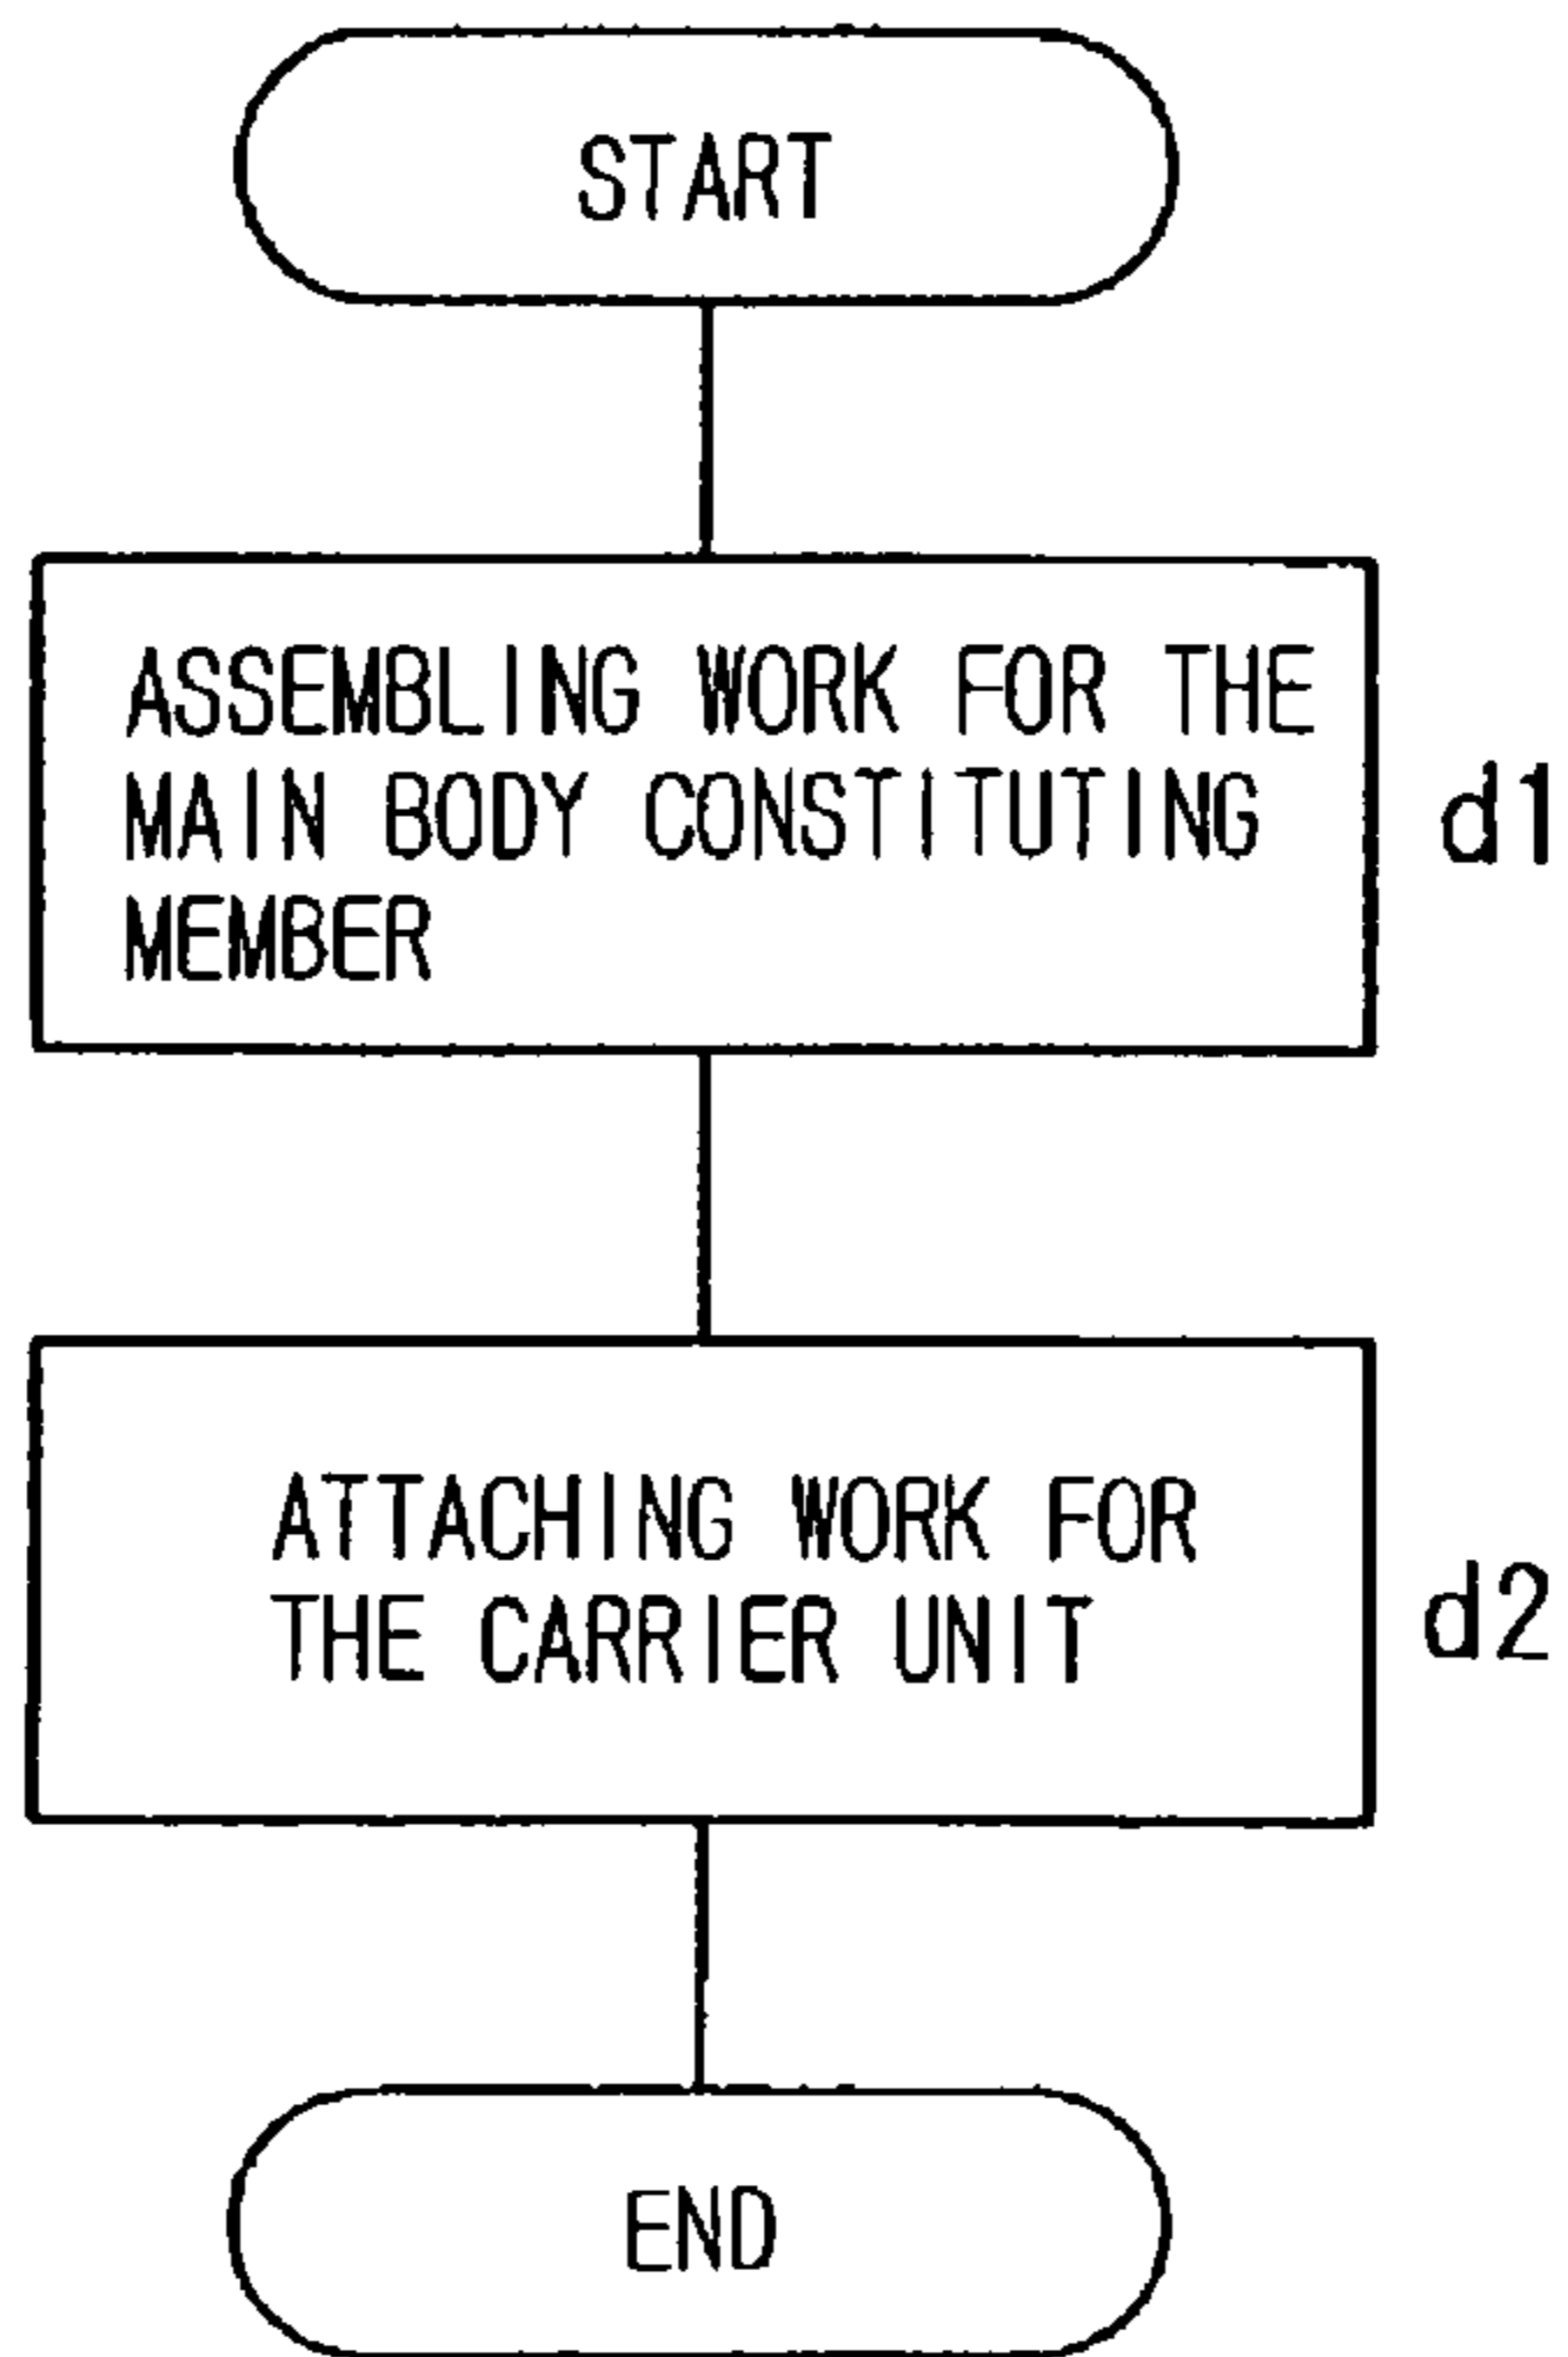 START
ASSEMBLING WORK FOR THE
MAIN BODY CONSTITUTING
MEMBER
d1
ATTACHING WORK FOR
THE CARRIER UNIT
d2
END